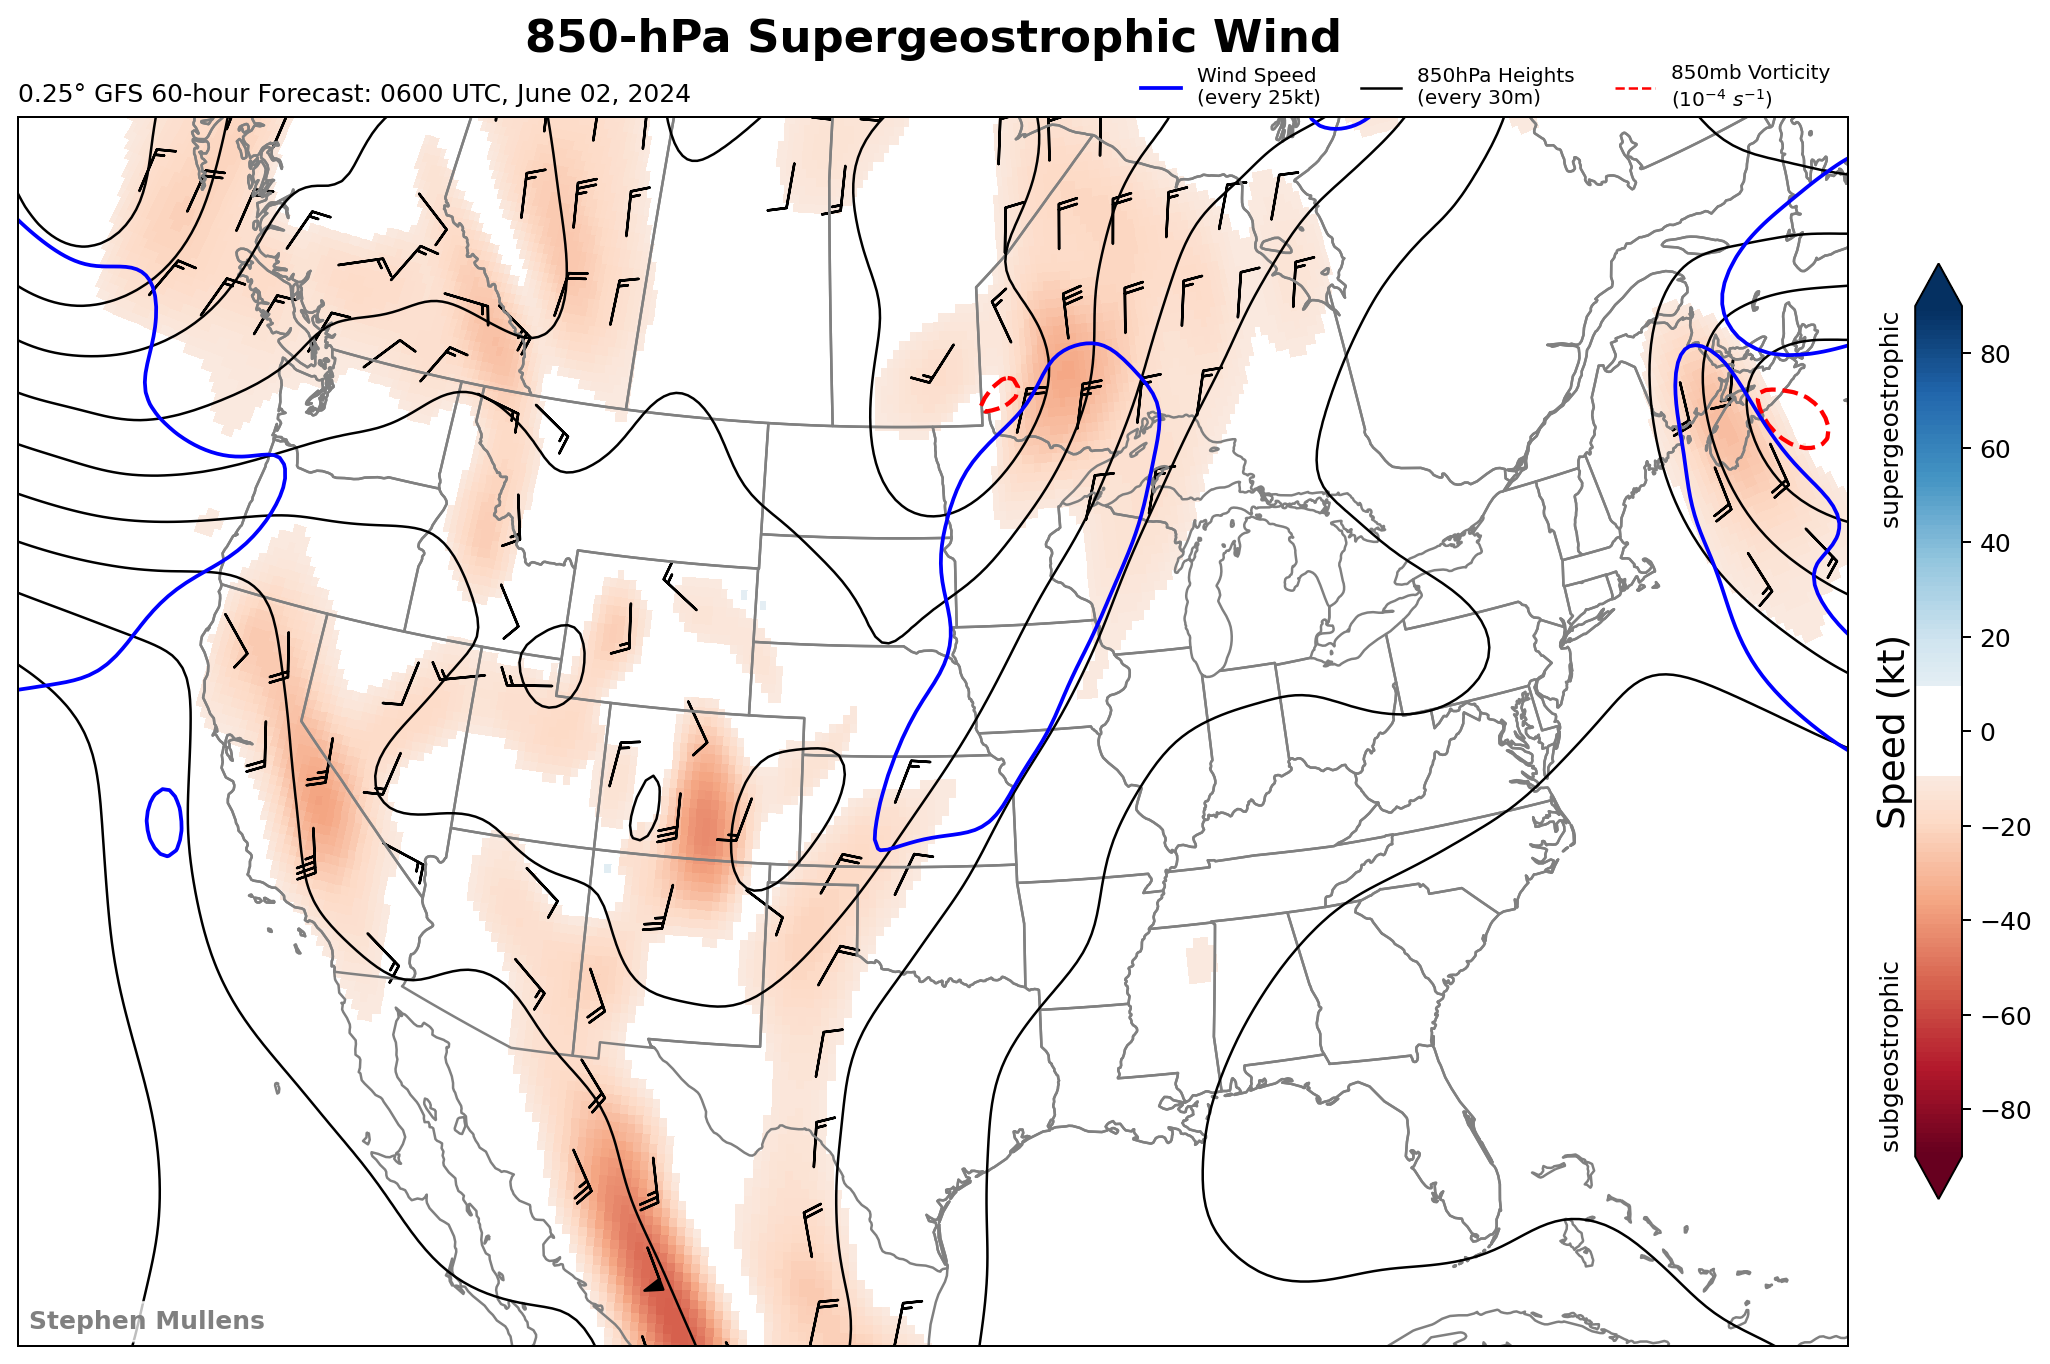 850-hPa Supergeostrophic Wind
0.25° GFS 60-hour Forecast: 0600 UTC, June 02, 2024
Wind Speed
(every 25kt)
850hPa Heights
(every 30m)
850mb Vorticity
(10⁻⁴ s⁻¹)
supergeostrophic
Speed (kt)
subgeostrophic
80
60
40
20
0
−20
−40
−60
−80
Stephen Mullens